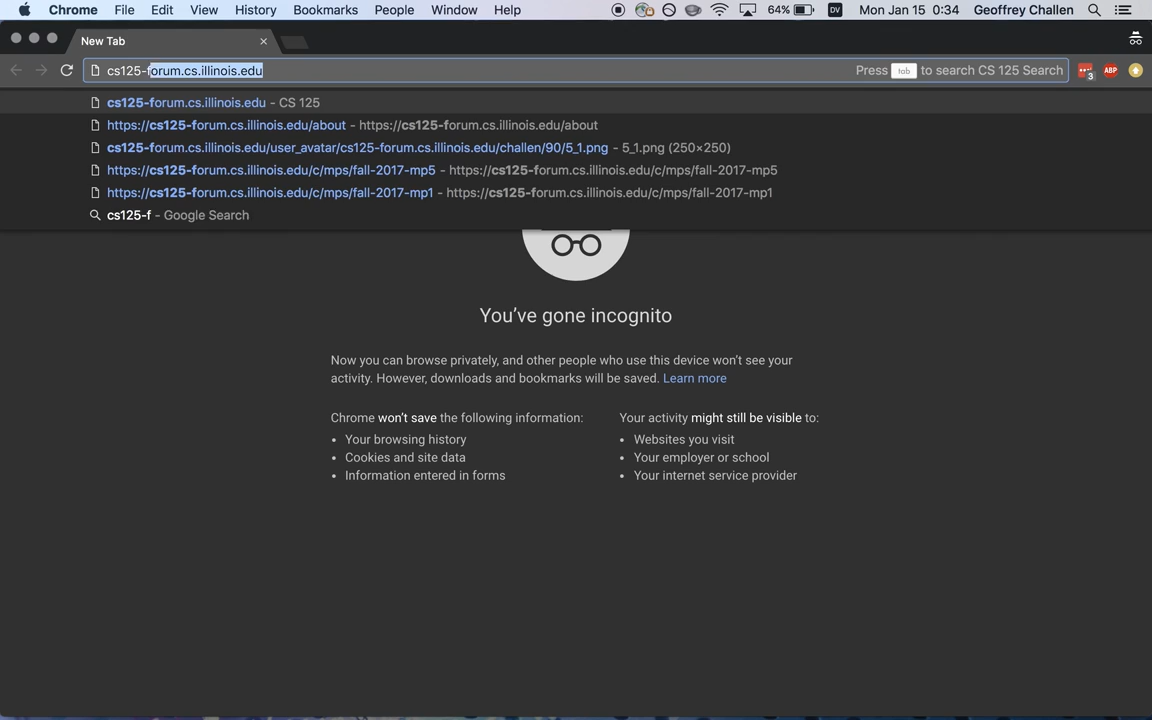 Chrome File Edit View History Bookmarks People Window Help 64% DV Mon Jan 15 0:34 Geoffrey Challen
New Tab
cs125-forum.cs.illinois.edu Press tab to search CS 125 Search 3 ABP
cs125-forum.cs.illinois.edu - CS 125
https://cs125-forum.cs.illinois.edu/about - https://cs125-forum.cs.illinois.edu/about
https://cs125-forum.cs.illinois.edu/user_avatar/cs125-forum.cs.illinois.edu/challen/90/5_1.png - 5_1.png (250×250)
https://cs125-forum.cs.illinois.edu/c/mps/fall-2017-mp5 - https://cs125-forum.cs.illinois.edu/c/mps/fall-2017-mp5
https://cs125-forum.cs.illinois.edu/c/mps/fall-2017-mp1 - https://cs125-forum.cs.illinois.edu/c/mps/fall-2017-mp1
cs125-f - Google Search
You've gone incognito
Now you can browse privately, and other people who use this device won't see your
activity. However, downloads and bookmarks will be saved. Learn more
Chrome won't save the following information:
• Your browsing history
• Cookies and site data
• Information entered in forms
Your activity might still be visible to:
• Websites you visit
• Your employer or school
• Your internet service provider